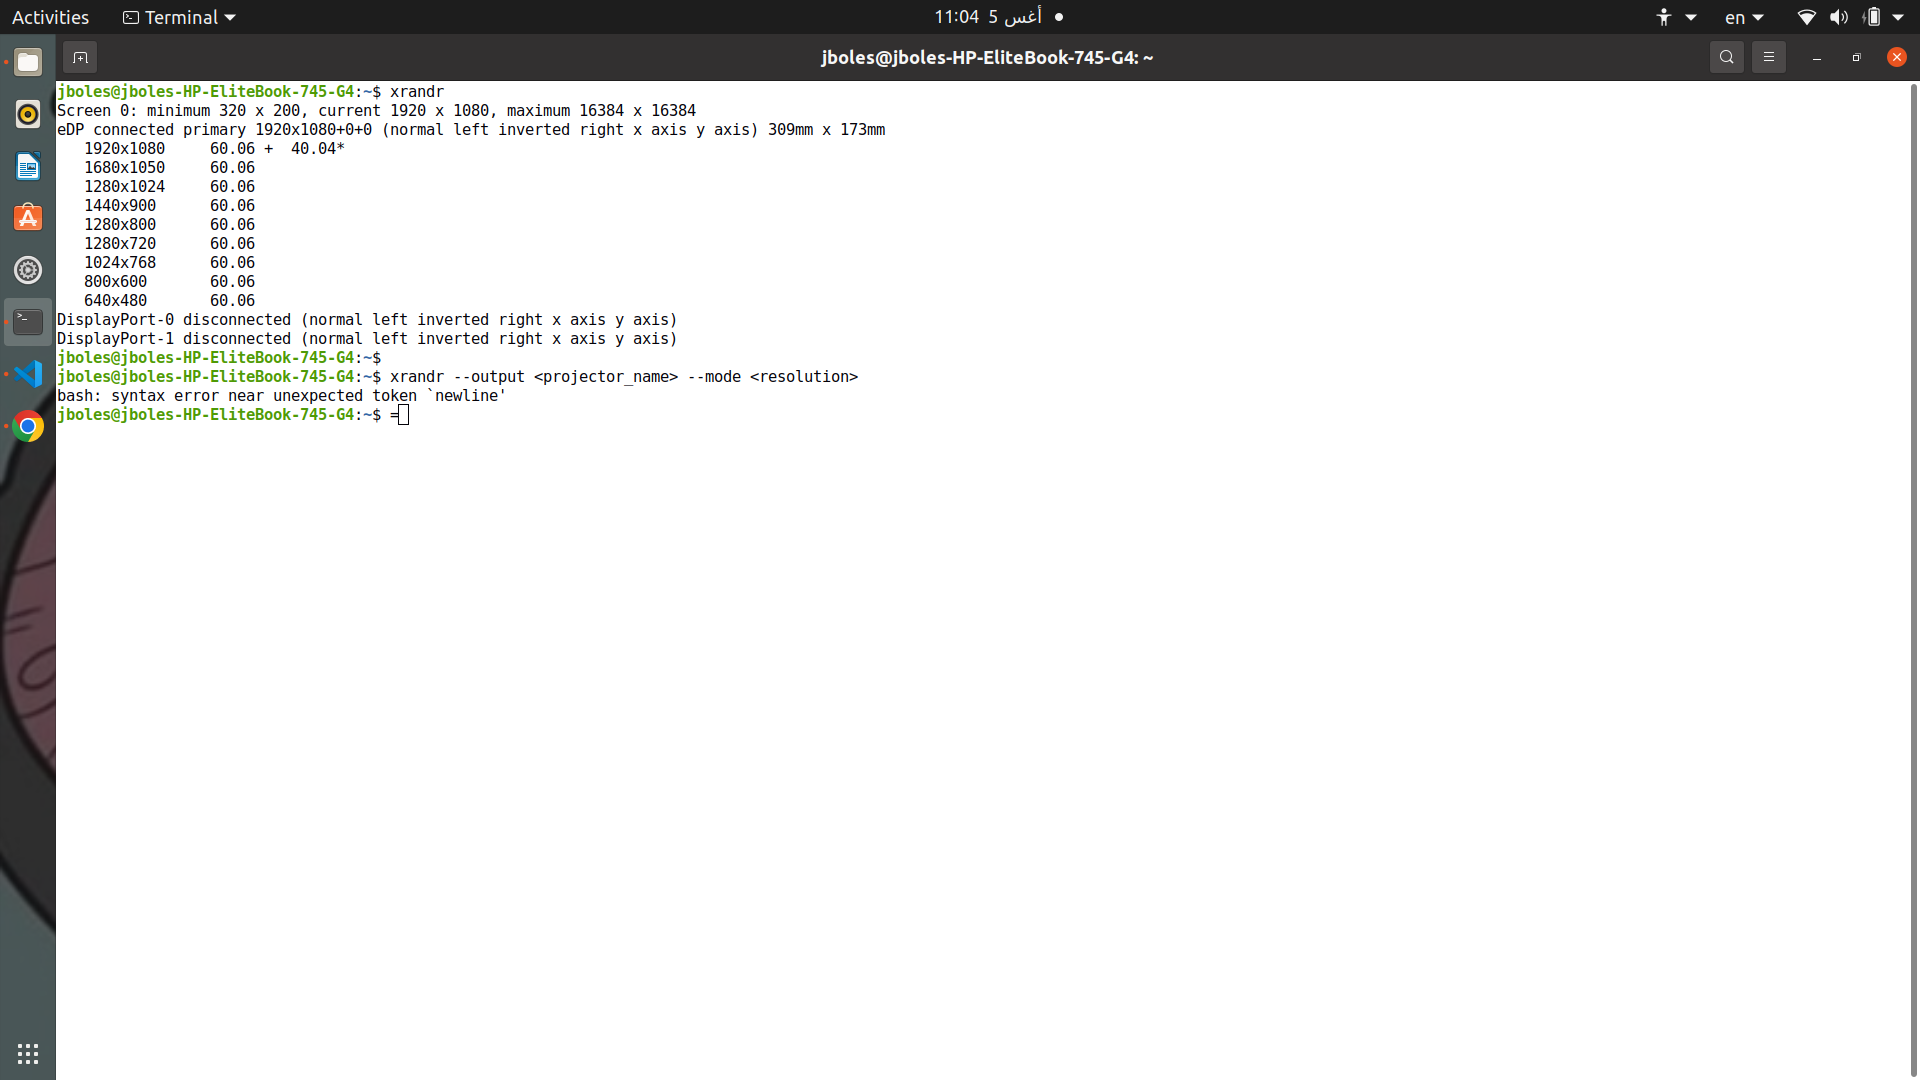 Activities Terminal 11:04 5 أغس en
jboles@jboles-HP-EliteBook-745-G4: ~
jboles@jboles-HP-EliteBook-745-G4:~$ xrandr
Screen 0: minimum 320 x 200, current 1920 x 1080, maximum 16384 x 16384
eDP connected primary 1920x1080+0+0 (normal left inverted right x axis y axis) 309mm x 173mm
   1920x1080     60.06 +  40.04*
   1680x1050     60.06
   1280x1024     60.06
   1440x900      60.06
   1280x800      60.06
   1280x720      60.06
   1024x768      60.06
   800x600       60.06
   640x480       60.06
DisplayPort-0 disconnected (normal left inverted right x axis y axis)
DisplayPort-1 disconnected (normal left inverted right x axis y axis)
jboles@jboles-HP-EliteBook-745-G4:~$
jboles@jboles-HP-EliteBook-745-G4:~$ xrandr --output <projector_name> --mode <resolution>
bash: syntax error near unexpected token `newline'
jboles@jboles-HP-EliteBook-745-G4:~$ =